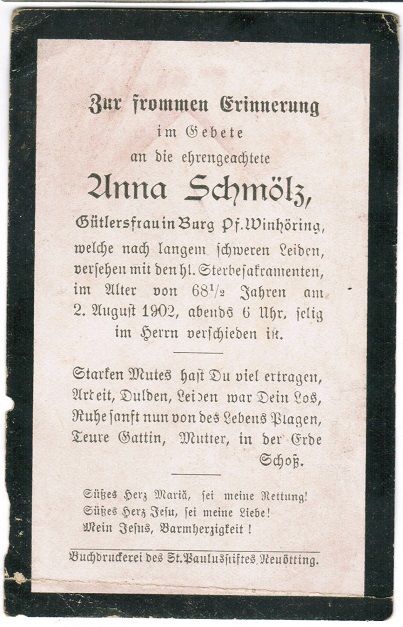 Zur frommen Erinnerung
im Gebete
an die ehrengeachtete
Anna Schmölz,
Gütlersfrau in Burg Pf. Winhöring,
welche nach langem schweren Leiden,
versehen mit den hl. Sterbesakramenten,
im Alter von 68 1/2 Jahren am
2. August 1902, abends 6 Uhr, selig
im Herrn verschieden ist.
Starken Mutes hast Du viel ertragen,
Arbeit, Dulden, Leiden war Dein Los,
Ruhe sanft nun von des Lebens Plagen,
Teure Gattin, Mutter, in der Erde
Schoß.
Süßes Herz Mariä, sei meine Rettung!
Süßes Herz Jesu, sei meine Liebe!
Mein Jesus, Barmherzigkeit!
Buchdruckerei des St. Paulusstiftes Neuötting.